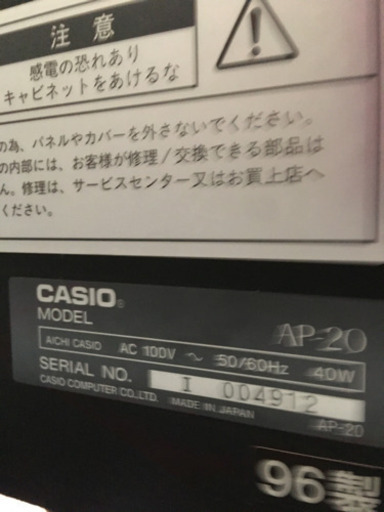 注 意
感電の恐れあり
キャビネットをあけるな
の為、パネルやカバーを外さないでください。
の内部には、お客様が修理/交換できる部品は
ん。修理は、サービスセンター又はお買上店へ
ください。
CASIO®
MODEL AP-20
AICHI CASIO AC 100V ~ 50/60Hz 40W
SERIAL NO. I 004912
CASIO COMPUTER CO.,LTD. MADE IN JAPAN AP-20
96製